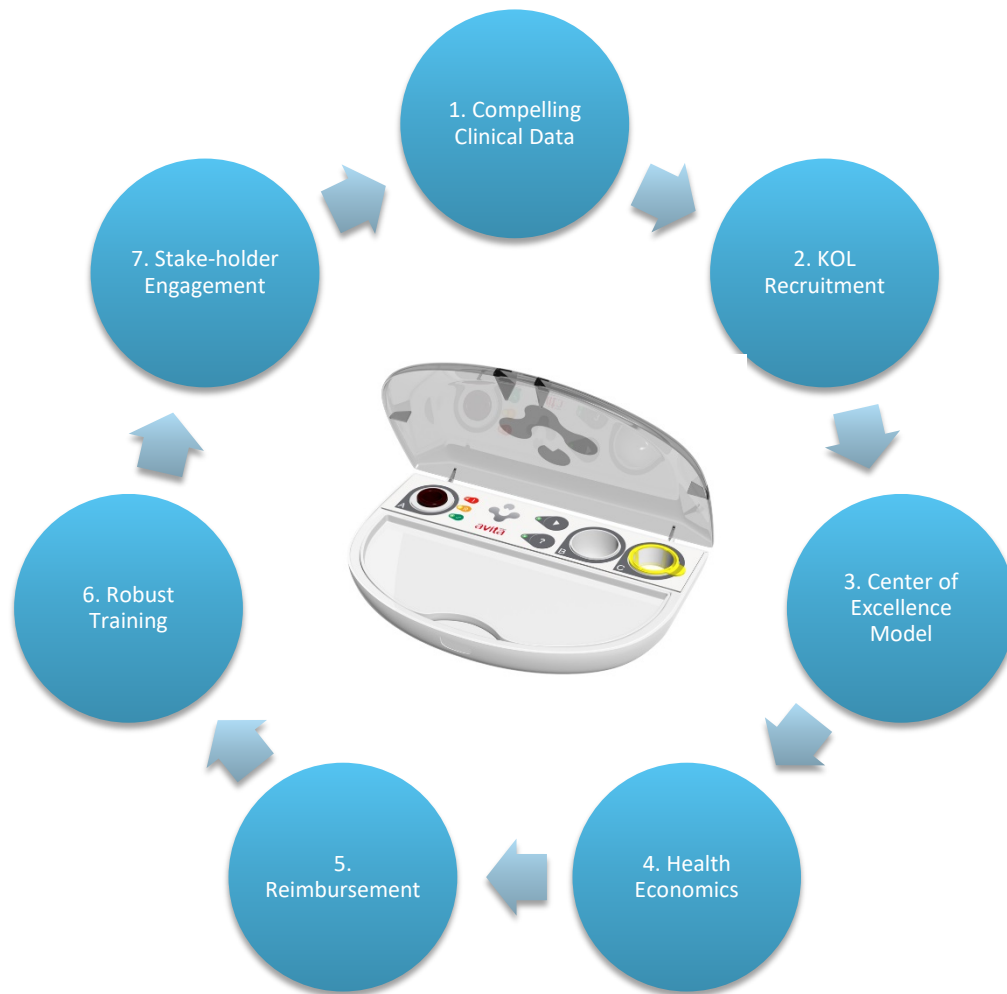 1. Compelling
Clinical Data
2. KOL
Recruitment
3. Center of
Excellence
Model
4. Health
Economics
5.
Reimbursement
6. Robust
Training
7. Stake-holder
Engagement
A
avita
?
B
C